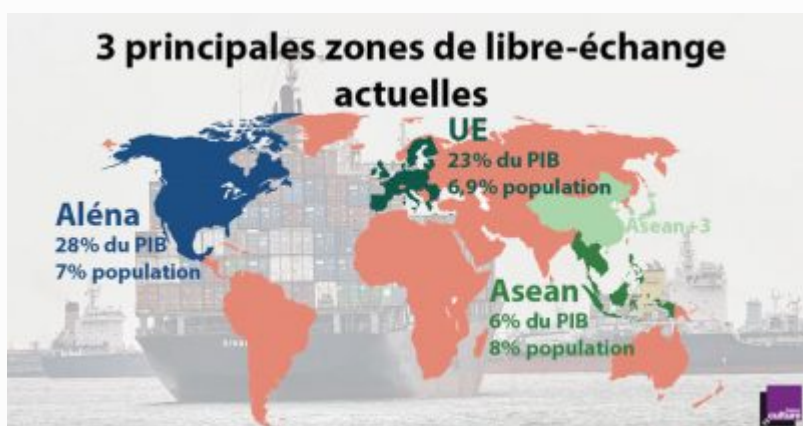 3 principales zones de libre-échange
actuelles
UE
23% du PIB
6,9% population
Aléna
28% du PIB
7% population
Asean+3
Asean
6% du PIB
8% population
culture